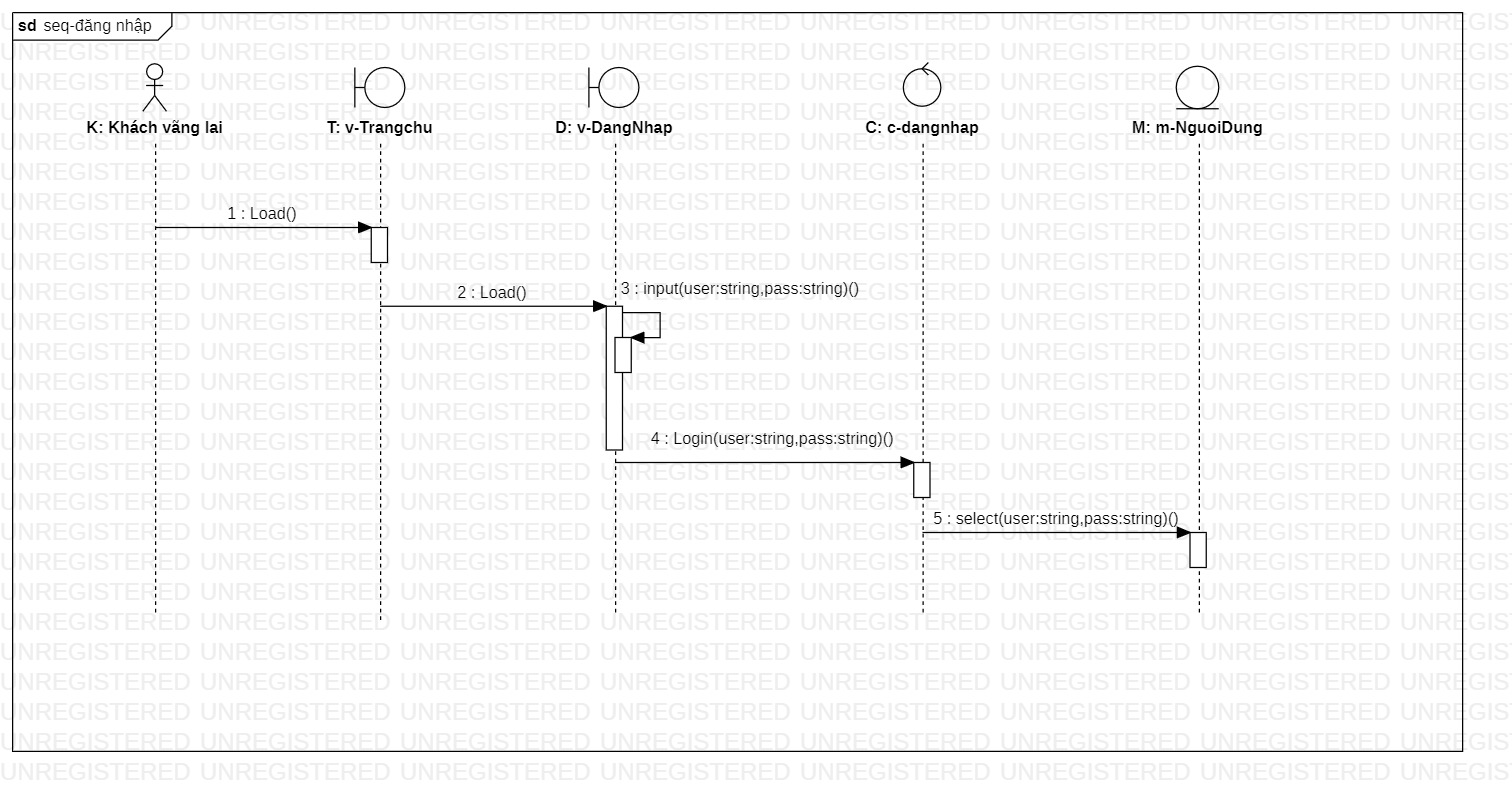 sd seq-đăng nhập
K: Khách vãng lai
T: v-Trangchu
D: v-DangNhap
C: c-dangnhap
M: m-NguoiDung
1 : Load()
2 : Load()
3 : input(user:string,pass:string)()
4 : Login(user:string,pass:string)()
5 : select(user:string,pass:string)()
UNREGISTERED